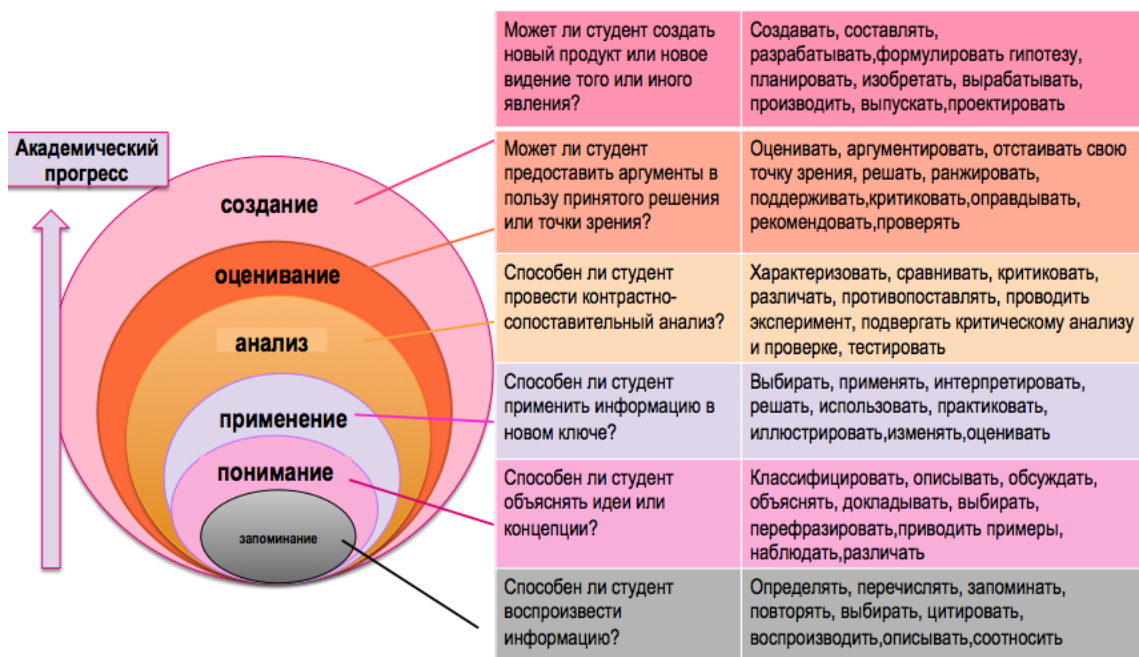 Академический
прогресс
создание
оценивание
анализ
применение
понимание
запоминание
Может ли студент создать
новый продукт или новое
видение того или иного
явления?
Создавать, составлять,
разрабатывать,формулировать гипотезу,
планировать, изобретать, вырабатывать,
производить, выпускать,проектировать
Может ли студент
предоставить аргументы в
пользу принятого решения
или точки зрения?
Оценивать, аргументировать, отстаивать свою
точку зрения, решать, ранжировать,
поддерживать,критиковать,оправдывать,
рекомендовать,проверять
Способен ли студент
провести контрастно-
сопоставительный анализ?
Характеризовать, сравнивать, критиковать,
различать, противопоставлять, проводить
эксперимент, подвергать критическому анализу
и проверке, тестировать
Способен ли студент
применить информацию в
новом ключе?
Выбирать, применять, интерпретировать,
решать, использовать, практиковать,
иллюстрировать,изменять,оценивать
Способен ли студент
объяснять идеи или
концепции?
Классифицировать, описывать, обсуждать,
объяснять, докладывать, выбирать,
перефразировать,приводить примеры,
наблюдать,различать
Способен ли студент
воспроизвести
информацию?
Определять, перечислять, запоминать,
повторять, выбирать, цитировать,
воспроизводить,описывать,соотносить